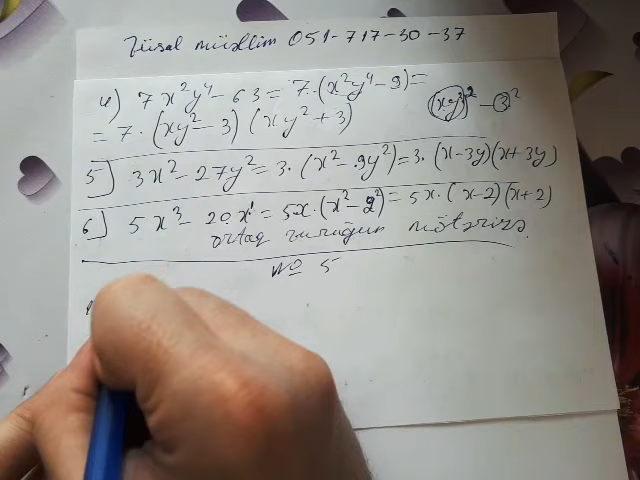 Züsal müəllim 051-717-30-37
4) 7x²y⁴ - 63 = 7·(x²y⁴ - 9) =
= 7·(xy² - 3)(xy² + 3)
(xy²)² - 3²
5) 3x² - 27y² = 3·(x² - 9y²) = 3·(x - 3y)(x + 3y)
6) 5x³ - 20x¹ = 5x·(x² - 2²) = 5x·(x - 2)(x + 2)
ortaq vuruğun mötərizə
№ 5